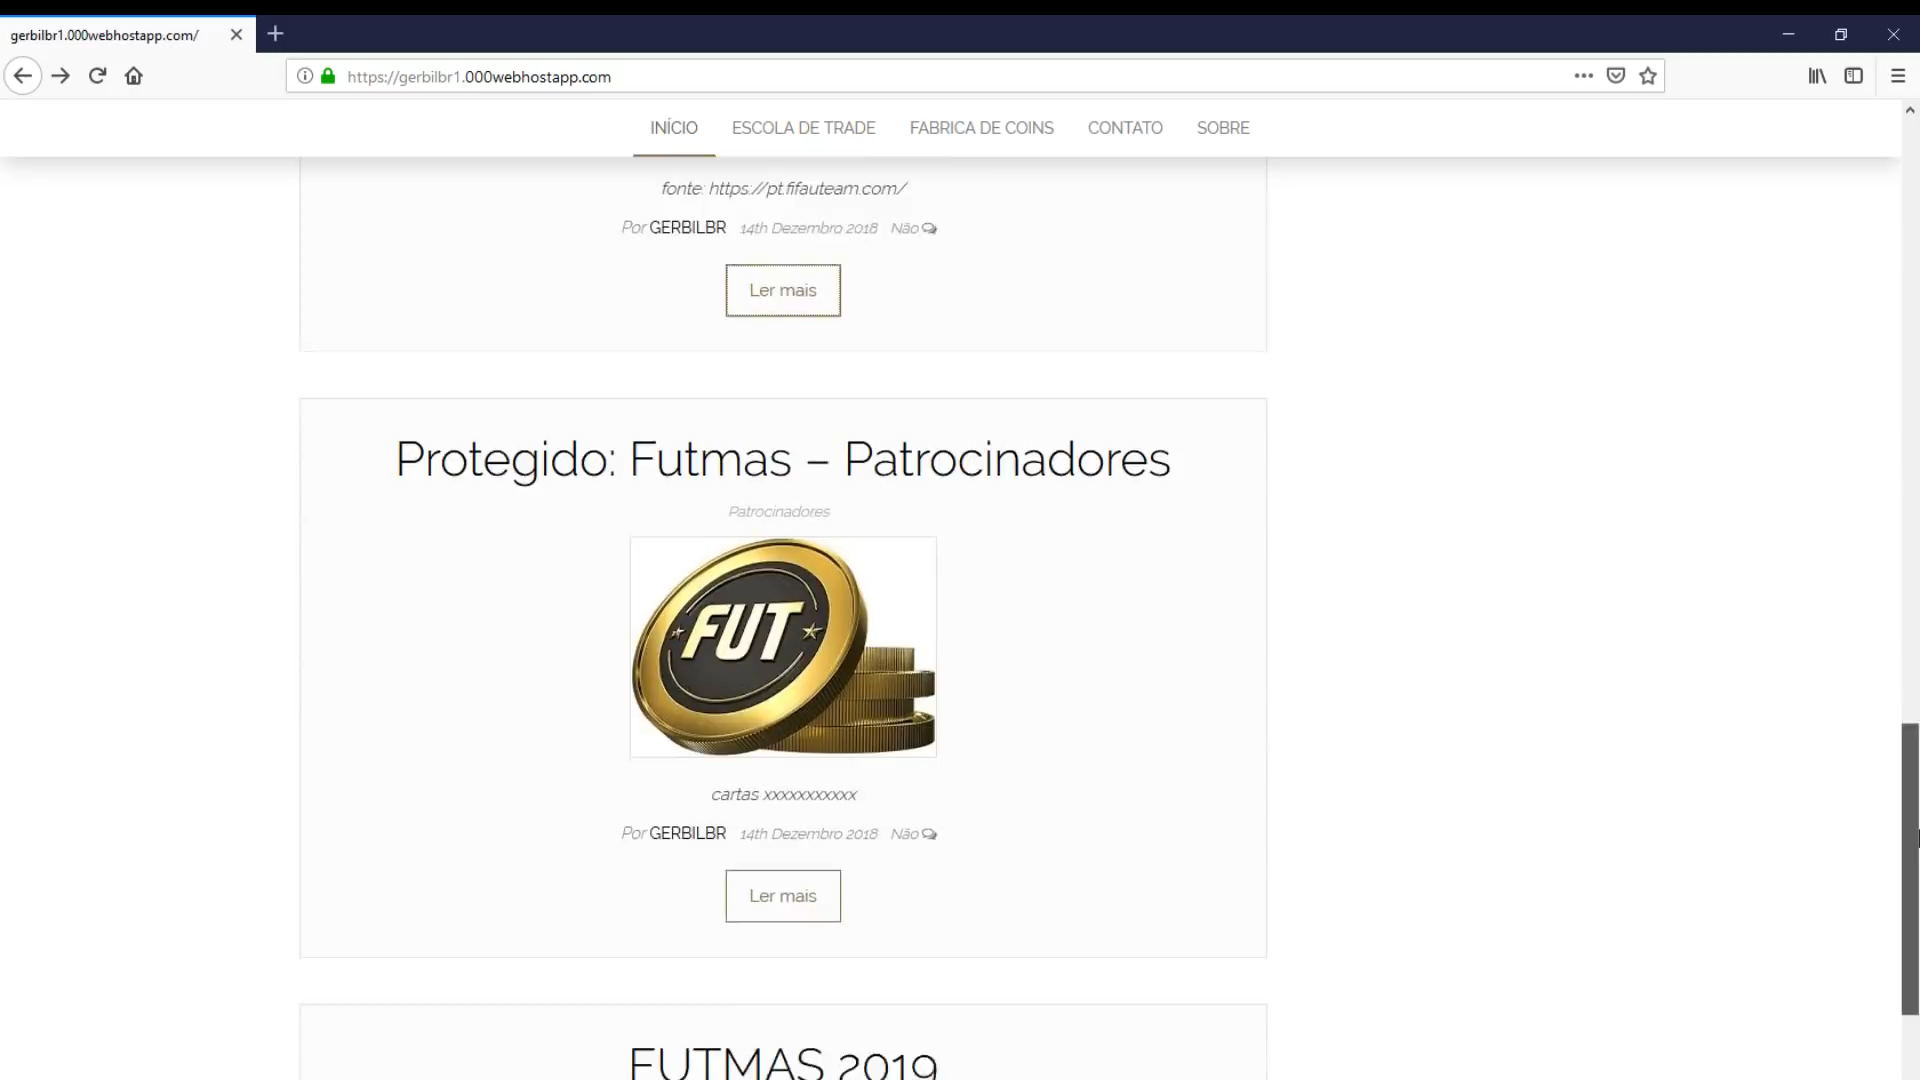 gerbilbr1.000webhostapp.com/
https://gerbilbr1.000webhostapp.com
INÍCIO ESCOLA DE TRADE FABRICA DE COINS CONTATO SOBRE
fonte: https://pt.fifauteam.com/
Por GERBILBR 14th Dezembro 2018 Não
Ler mais
Protegido: Futmas – Patrocinadores
Patrocinadores
FUT
cartas xxxxxxxxxxx
Por GERBILBR 14th Dezembro 2018 Não
Ler mais
FUTMAS 2019